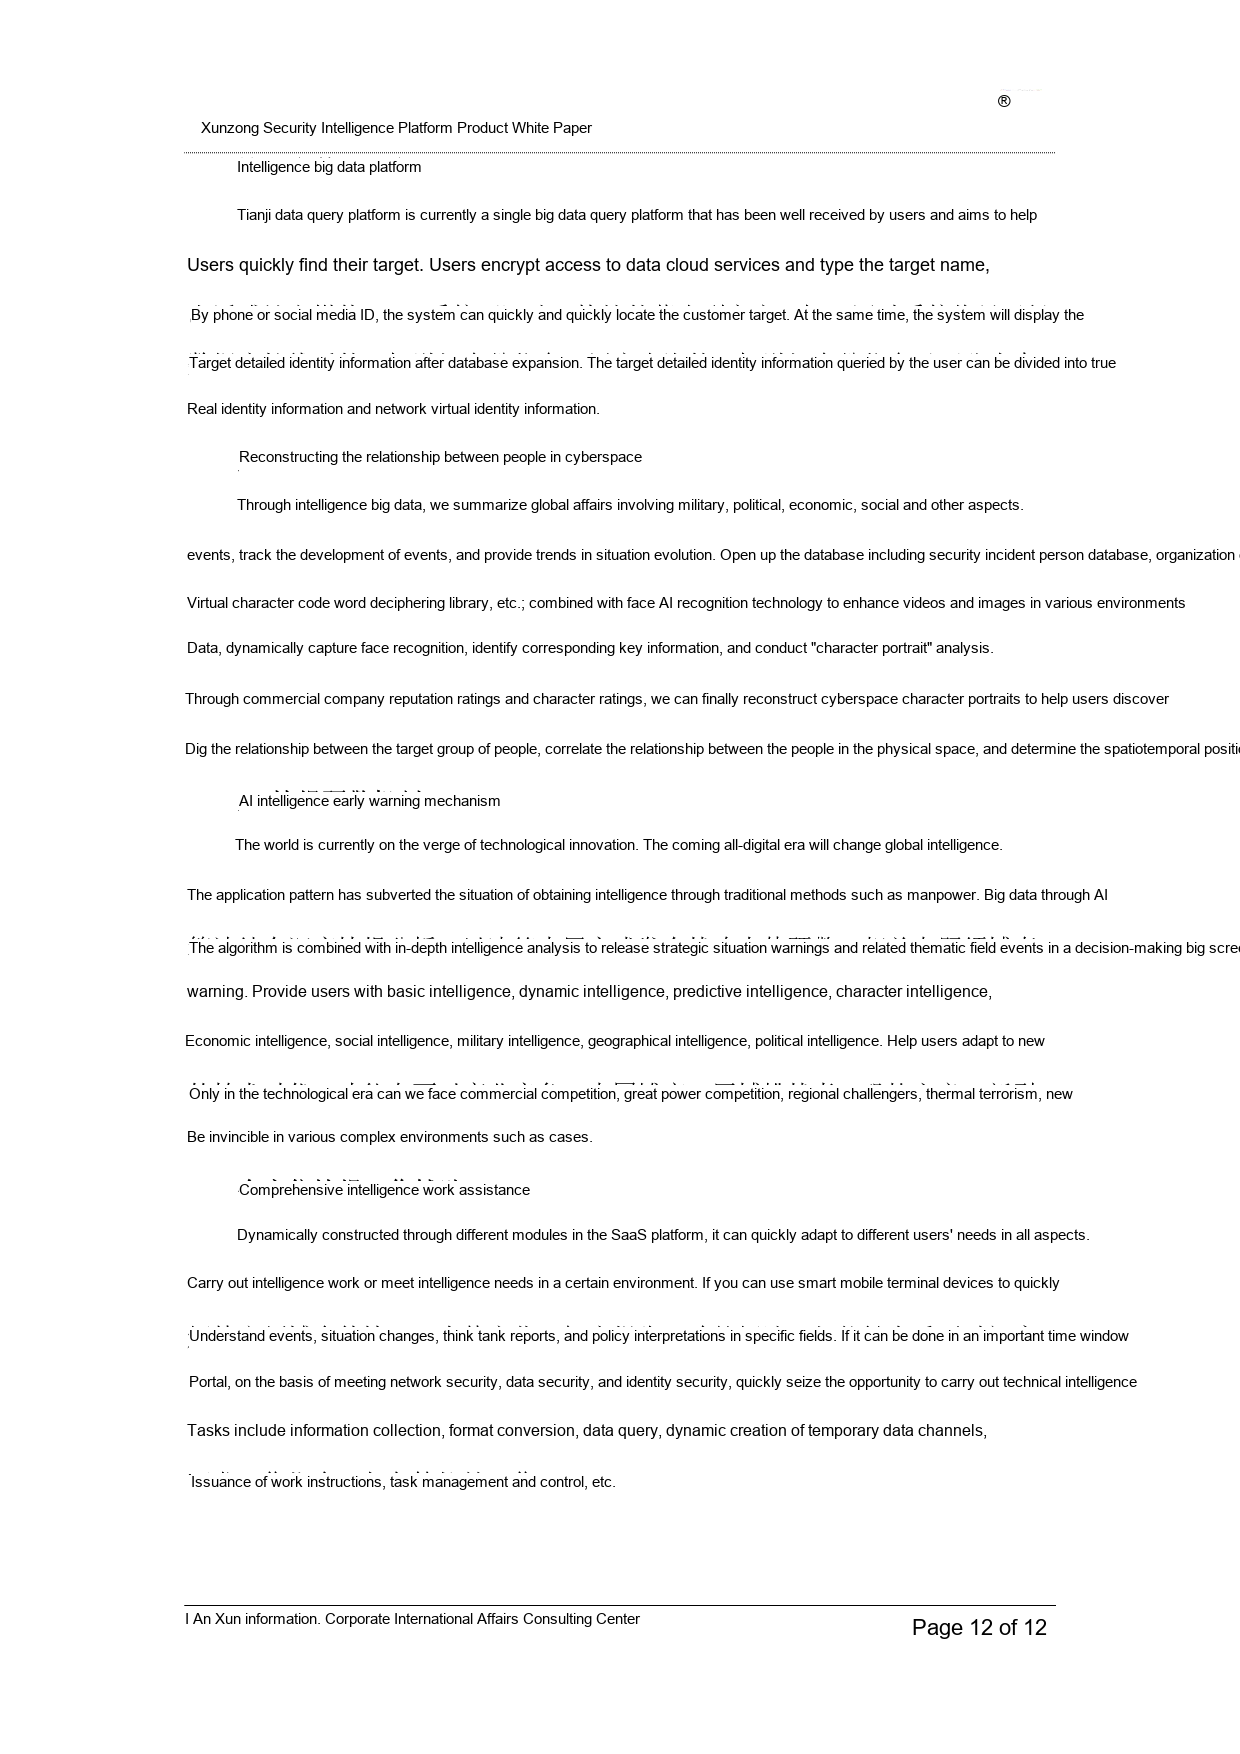 ®
Xunzong Security Intelligence Platform Product White Paper
Intelligence big data platform
Tianji data query platform is currently a single big data query platform that has been well received by users and aims to help
Users quickly find their target. Users encrypt access to data cloud services and type the target name,
By phone or social media ID, the system can quickly and quickly locate the customer target. At the same time, the system will display the
Target detailed identity information after database expansion. The target detailed identity information queried by the user can be divided into true
Real identity information and network virtual identity information.
Reconstructing the relationship between people in cyberspace
Through intelligence big data, we summarize global affairs involving military, political, economic, social and other aspects.
events, track the development of events, and provide trends in situation evolution. Open up the database including security incident person database, organization
Virtual character code word deciphering library, etc.; combined with face AI recognition technology to enhance videos and images in various environments
Data, dynamically capture face recognition, identify corresponding key information, and conduct "character portrait" analysis.
Through commercial company reputation ratings and character ratings, we can finally reconstruct cyberspace character portraits to help users discover
Dig the relationship between the target group of people, correlate the relationship between the people in the physical space, and determine the spatiotemporal
AI intelligence early warning mechanism
The world is currently on the verge of technological innovation. The coming all-digital era will change global intelligence.
The application pattern has subverted the situation of obtaining intelligence through traditional methods such as manpower. Big data through AI
The algorithm is combined with in-depth intelligence analysis to release strategic situation warnings and related thematic field events in a decision-making big
warning. Provide users with basic intelligence, dynamic intelligence, predictive intelligence, character intelligence,
Economic intelligence, social intelligence, military intelligence, geographical intelligence, political intelligence. Help users adapt to new
Only in the technological era can we face commercial competition, great power competition, regional challengers, thermal terrorism, new
Be invincible in various complex environments such as cases.
Comprehensive intelligence work assistance
Dynamically constructed through different modules in the SaaS platform, it can quickly adapt to different users' needs in all aspects.
Carry out intelligence work or meet intelligence needs in a certain environment. If you can use smart mobile terminal devices to quickly
Understand events, situation changes, think tank reports, and policy interpretations in specific fields. If it can be done in an important time window
Portal, on the basis of meeting network security, data security, and identity security, quickly seize the opportunity to carry out technical intelligence
Tasks include information collection, format conversion, data query, dynamic creation of temporary data channels,
Issuance of work instructions, task management and control, etc.
I An Xun information. Corporate International Affairs Consulting Center
Page 12 of 12